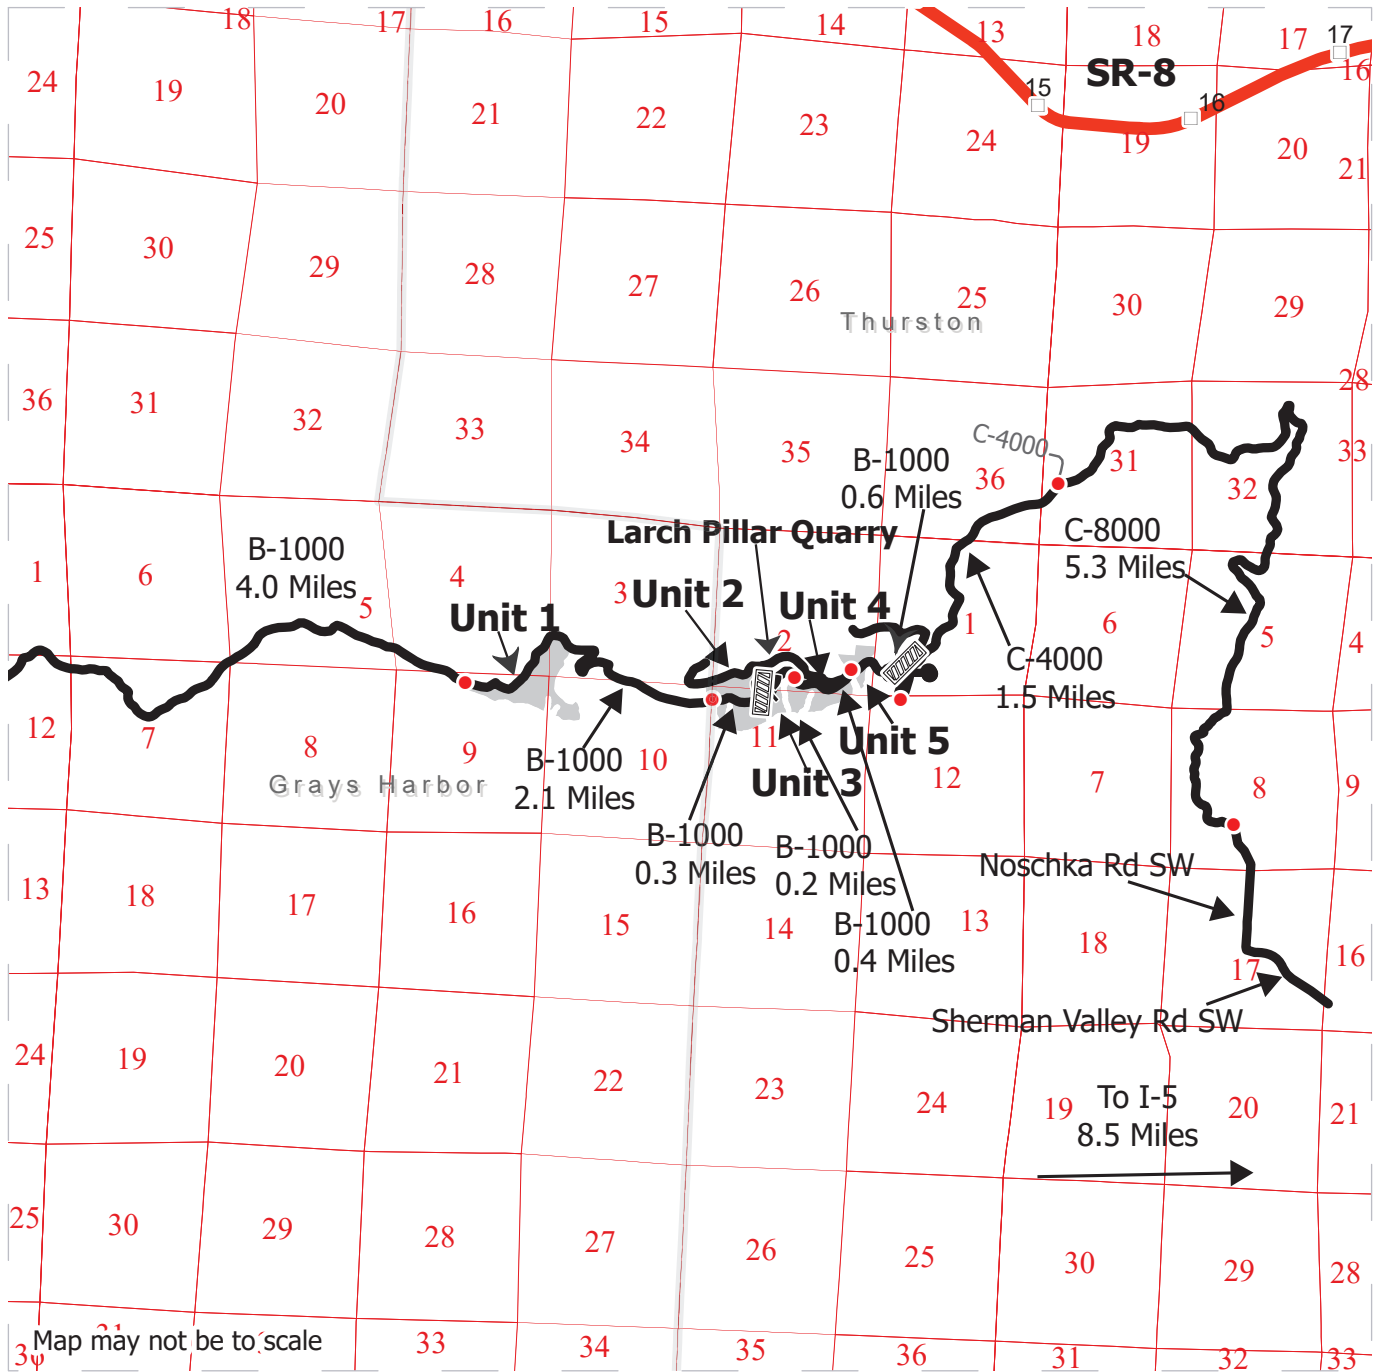 18 17 16 15 14 13 18 17 17
SR-8
24 19 20 21 22 23 24 15 19 16 20 16
21
25 30 29 28 27 26 25 30 29
Thurston
28
36 31 32 33 34 35 36 31 32 33
C-4000
B-1000
0.6 Miles
Larch Pillar Quarry
C-8000
5.3 Miles
B-1000
4.0 Miles
1 6 5 4 3 2 1 6 5 4
Unit 1
Unit 2
Unit 4
C-4000
1.5 Miles
12 7 8 9 10 11 12 7 8 9
Unit 5
Unit 3
Grays Harbor
B-1000
2.1 Miles
B-1000
0.3 Miles
B-1000
0.2 Miles
B-1000
0.4 Miles
Noschka Rd SW
13 18 17 16 15 14 13 18 17 16
Sherman Valley Rd SW
24 19 20 21 22 23 24 19 20 21
To I-5
8.5 Miles
25 30 29 28 27 26 25 30 29 28
Map may not be to scale
33 34 35 36 31 32 33